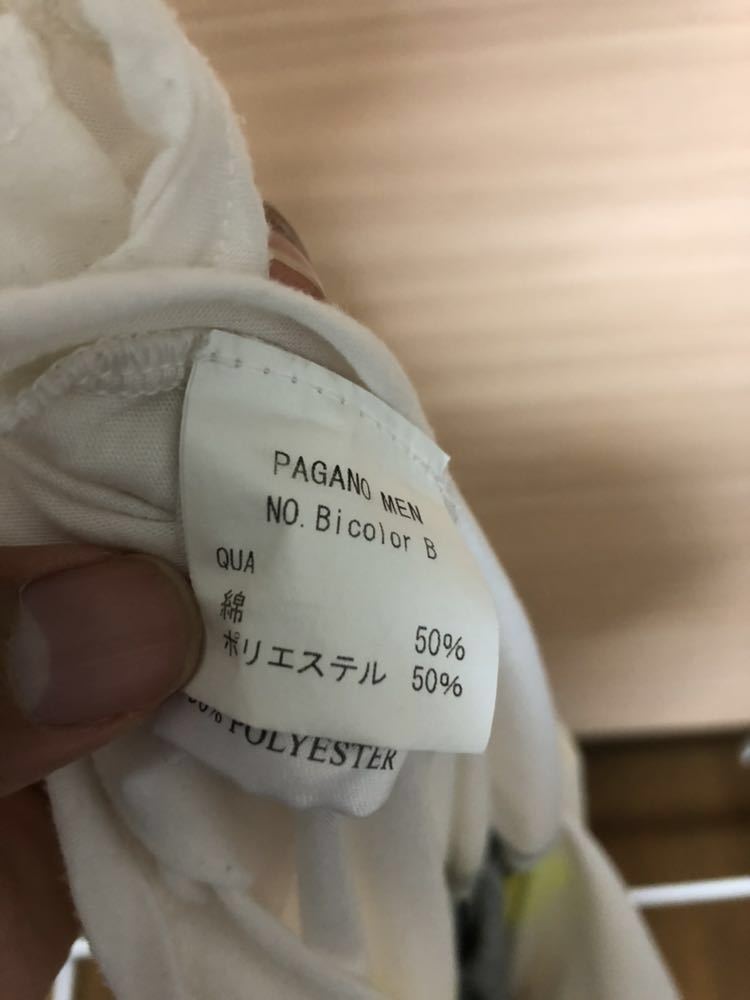 PAGANO MEN
NO. Bicolor B
QUA
綿 50%
ポリエステル 50%
POLYESTER